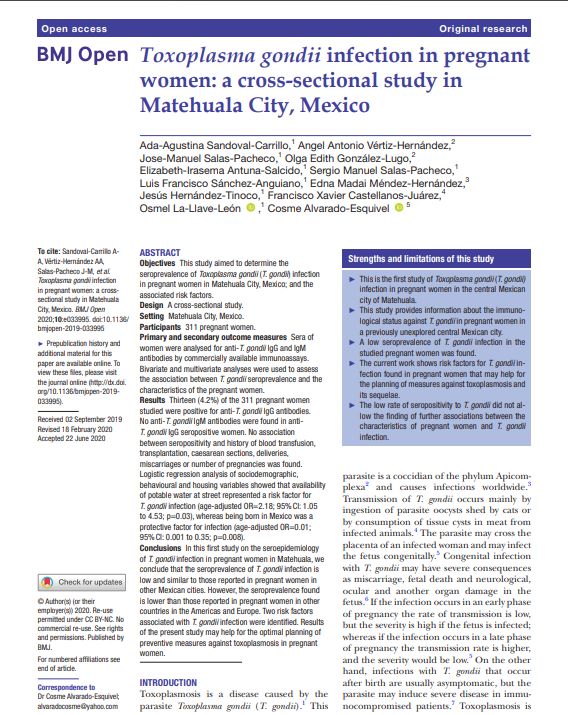 Open access
Original research
BMJ Open
Toxoplasma gondii infection in pregnant
women: a cross-sectional study in
Matehuala City, Mexico
Ada-Agustina Sandoval-Carrillo,1 Angel Antonio Vértiz-Hernández,2
Jose-Manuel Salas-Pacheco,1 Olga Edith González-Lugo,2
Elizabeth-Irasema Antuna-Salcido,1 Sergio Manuel Salas-Pacheco,1
Luis Francisco Sánchez-Anguiano,1 Edna Madai Méndez-Hernández,3
Jesús Hernández-Tinoco,1 Francisco Xavier Castellanos-Juárez,4
Osmel La-Llave-León ,1 Cosme Alvarado-Esquivel 5
To cite: Sandoval-Carrillo A-
A, Vértiz-Hernández AA,
Salas-Pacheco J-M, et al.
Toxoplasma gondii infection
in pregnant women: a cross-
sectional study in Matehuala
City, Mexico. BMJ Open
2020;10:e033995. doi:10.1136/
bmjopen-2019-033995
► Prepublication history and
additional material for this
paper are available online. To
view these files, please visit
the journal online (http://dx.doi.
org/10.1136/bmjopen-2019-
033995).
Received 02 September 2019
Revised 18 February 2020
Accepted 22 June 2020
Check for updates
© Author(s) (or their
employer(s)) 2020. Re-use
permitted under CC BY-NC. No
commercial re-use. See rights
and permissions. Published by
BMJ.
For numbered affiliations see
end of article.
Correspondence to
Dr Cosme Alvarado-Esquivel;
alvaradocosme@yahoo.com
ABSTRACT
Objectives This study aimed to determine the
seroprevalence of Toxoplasma gondii (T. gondii) infection
in pregnant women in Matehuala City, Mexico; and the
associated risk factors.
Design A cross-sectional study.
Setting Matehuala City, Mexico.
Participants 311 pregnant women.
Primary and secondary outcome measures Sera of
women were analysed for anti-T. gondii IgG and IgM
antibodies by commercially available immunoassays.
Bivariate and multivariate analyses were used to assess
the association between T. gondii seroprevalence and the
characteristics of the pregnant women.
Results Thirteen (4.2%) of the 311 pregnant women
studied were positive for anti-T. gondii IgG antibodies.
No anti-T. gondii IgM antibodies were found in anti-
T. gondii IgG seropositive women. No association
between seropositivity and history of blood transfusion,
transplantation, caesarean sections, deliveries,
miscarriages or number of pregnancies was found.
Logistic regression analysis of sociodemographic,
behavioural and housing variables showed that availability
of potable water at street represented a risk factor for
T. gondii infection (age-adjusted OR=2.18; 95% CI: 1.05
to 4.53; p=0.03), whereas being born in Mexico was a
protective factor for infection (age-adjusted OR=0.01;
95% CI: 0.001 to 0.35; p=0.008).
Conclusions In this first study on the seroepidemiology
of T. gondii infection in pregnant women in Matehuala, we
conclude that the seroprevalence of T. gondii infection is
low and similar to those reported in pregnant women in
other Mexican cities. However, the seroprevalence found
is lower than those reported in pregnant women in other
countries in the Americas and Europe. Two risk factors
associated with T. gondii infection were identified. Results
of the present study may help for the optimal planning of
preventive measures against toxoplasmosis in pregnant
women.
INTRODUCTION
Toxoplasmosis is a disease caused by the
parasite Toxoplasma gondii (T. gondii).1 This
Strengths and limitations of this study
► This is the first study of Toxoplasma gondii (T. gondii)
infection in pregnant women in the central Mexican
city of Matehuala.
► This study provides information about the immuno-
logical status against T. gondii in pregnant women in
a previously unexplored central Mexican city.
► A low seroprevalence of T. gondii infection in the
studied pregnant women was found.
► The current work shows risk factors for T. gondii in-
fection found in pregnant women that may help for
the planning of measures against toxoplasmosis and
its sequelae.
► The low rate of seropositivity to T. gondii did not al-
low the finding of further associations between the
characteristics of pregnant women and T. gondii
infection.
parasite is a coccidian of the phylum Apicom-
plexa2 and causes infections worldwide.3
Transmission of T. gondii occurs mainly by
ingestion of parasite oocysts shed by cats or
by consumption of tissue cysts in meat from
infected animals.4 The parasite may cross the
placenta of an infected woman and may infect
the fetus congenitally.5 Congenital infection
with T. gondii may have severe consequences
as miscarriage, fetal death and neurological,
ocular and another organ damage in the
fetus.6 If the infection occurs in an early phase
of pregnancy the rate of transmission is low,
but the severity is high if the fetus is infected;
whereas if the infection occurs in a late phase
of pregnancy the transmission rate is higher,
and the severity would be low.5 On the other
hand, infections with T. gondii that occur
after birth are usually asymptomatic, but the
parasite may induce severe disease in immu-
nocompromised patients.7 Toxoplasmosis is